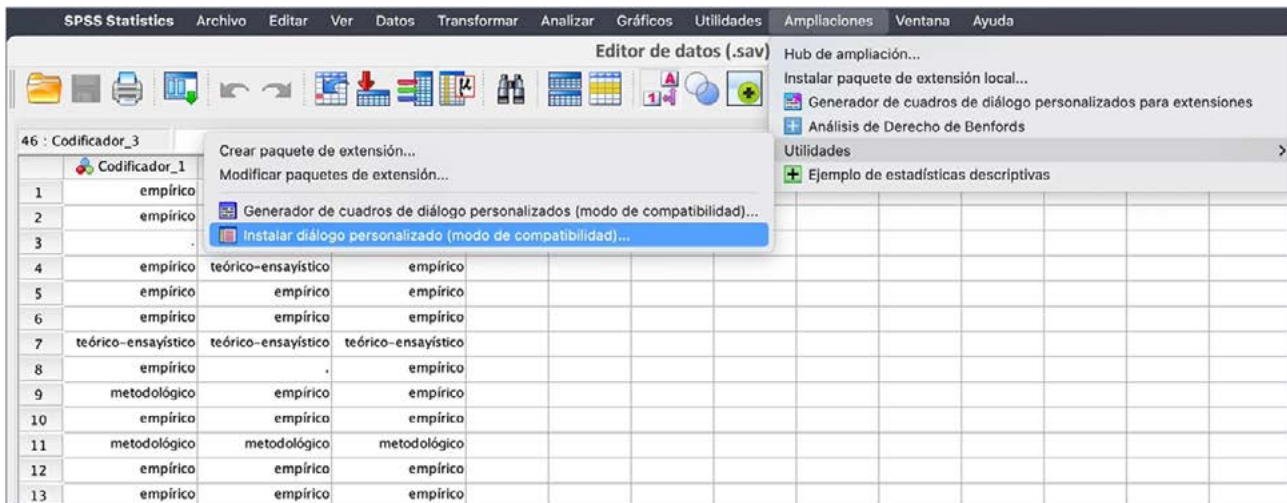 SPSS Statistics Archivo Editar Ver Datos Transformar Analizar Gráficos Utilidades Ampliaciones Ventana Ayuda
Editor de datos (.sav)
Hub de ampliación...
Instalar paquete de extensión local...
Generador de cuadros de diálogo personalizados para extensiones
Análisis de Derecho de Benfords
Utilidades >
Ejemplo de estadísticas descriptivas
Crear paquete de extensión...
Modificar paquetes de extensión...
Generador de cuadros de diálogo personalizados (modo de compatibilidad)...
Instalar diálogo personalizado (modo de compatibilidad)...
46 : Codificador_3
Codificador_1
1 empírico
2 empírico
3 .
4 empírico teórico-ensayístico empírico
5 empírico empírico empírico
6 empírico empírico empírico
7 teórico-ensayístico teórico-ensayístico teórico-ensayístico
8 empírico . empírico
9 metodológico empírico empírico
10 empírico empírico empírico
11 metodológico metodológico metodológico
12 empírico empírico empírico
13 empírico empírico empírico